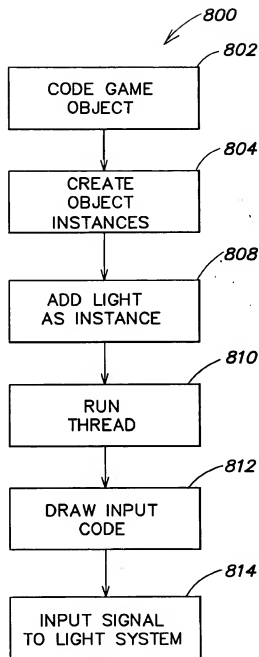 800
802
CODE GAME
OBJECT
804
CREATE
OBJECT
INSTANCES
808
ADD LIGHT
AS INSTANCE
810
RUN
THREAD
812
DRAW INPUT
CODE
814
INPUT SIGNAL
TO LIGHT SYSTEM